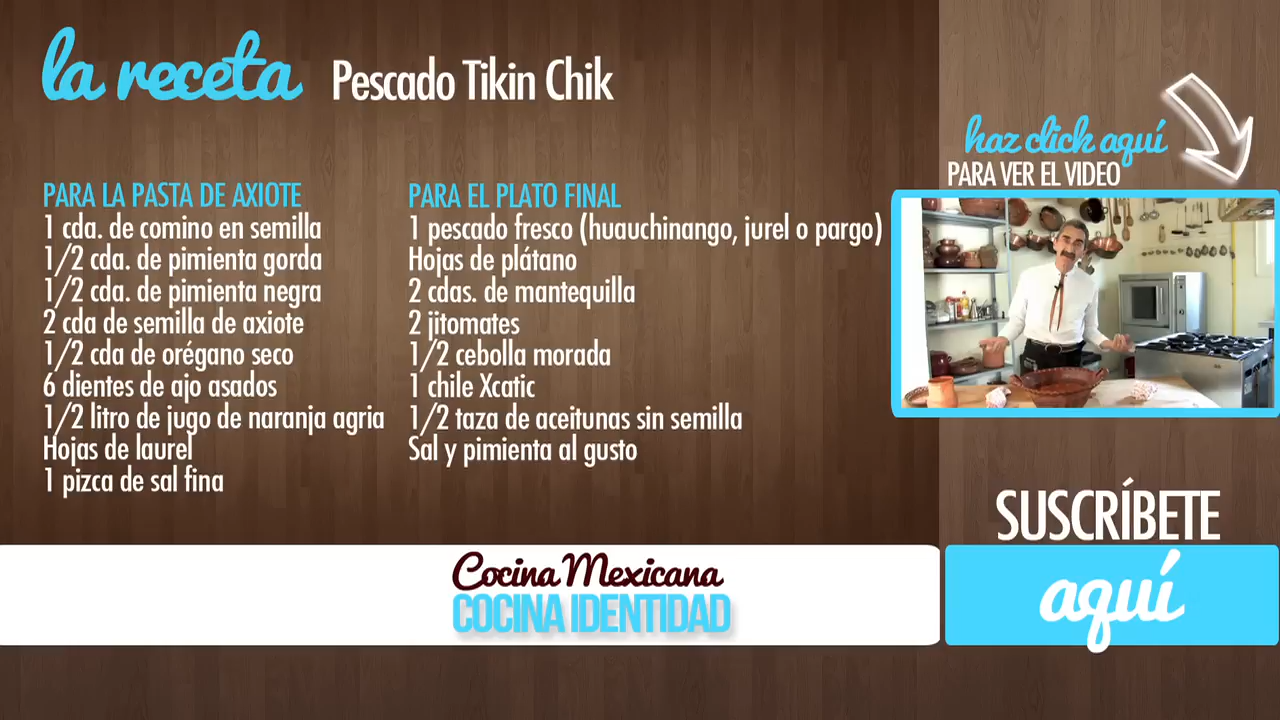 la receta Pescado Tikin Chik
haz click aquí
PARA VER EL VIDEO
PARA LA PASTA DE AXIOTE
1 cda. de comino en semilla
1/2 cda. de pimienta gorda
1/2 cda. de pimienta negra
2 cda de semilla de axiote
1/2 cda de orégano seco
6 dientes de ajo asados
1/2 litro de jugo de naranja agria
Hojas de laurel
1 pizca de sal fina
PARA EL PLATO FINAL
1 pescado fresco (huauchinango, jurel o pargo)
Hojas de plátano
2 cdas. de mantequilla
2 jitomates
1/2 cebolla morada
1 chile Xcatic
1/2 taza de aceitunas sin semilla
Sal y pimienta al gusto
SUSCRÍBETE
aquí
Cocina Mexicana
COCINA IDENTIDAD